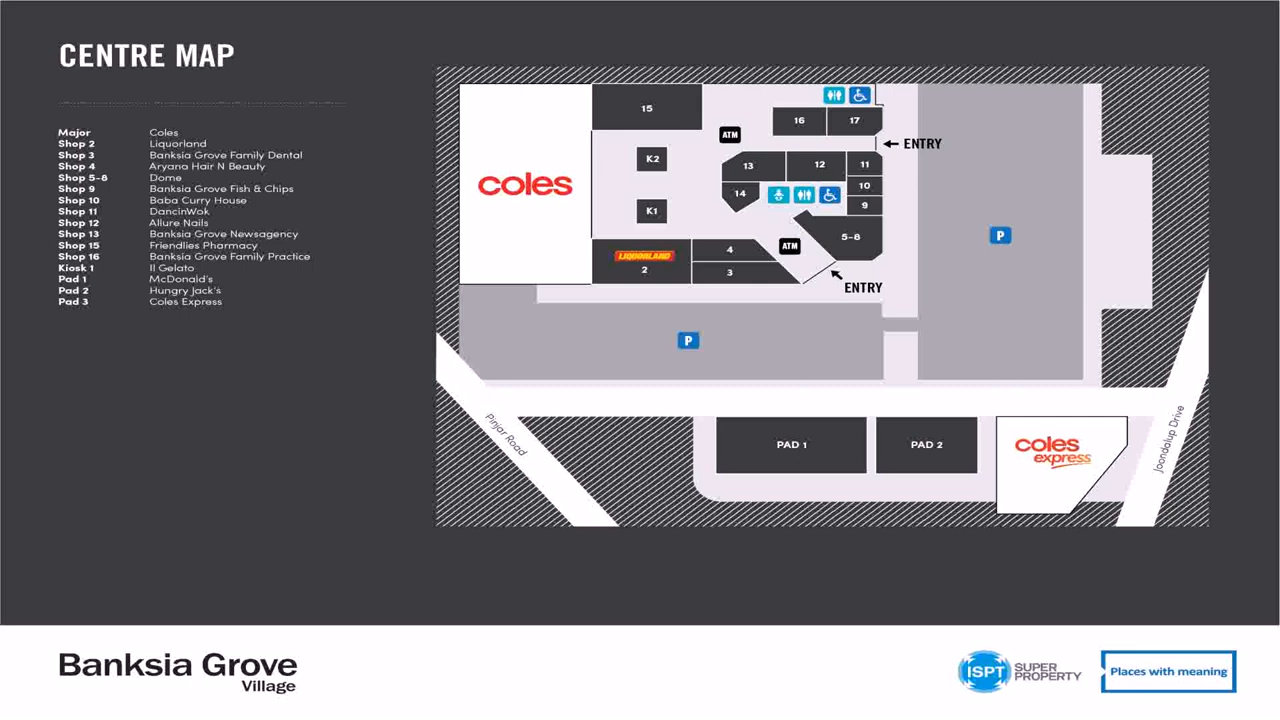 CENTRE MAP
Major Coles
Shop 2 Liquorland
Shop 3 Banksia Grove Family Dental
Shop 4 Aryana Hair N Beauty
Shop 5-8 Dome
Shop 9 Banksia Grove Fish & Chips
Shop 10 Baba Curry House
Shop 11 DancinWok
Shop 12 Allure Nails
Shop 13 Banksia Grove Newsagency
Shop 15 Friendlies Pharmacy
Shop 16 Banksia Grove Family Practice
Kiosk 1 Il Gelato
Pad 1 McDonald's
Pad 2 Hungry Jack's
Pad 3 Coles Express
15
16
17
ATM
ENTRY
K2
13
12
11
coles
10
14
9
K1
5-8
ATM
4
LIQUORLAND
2
3
ENTRY
P
P
Pinjar Road
PAD 1
PAD 2
coles
express
Joondalup Drive
Banksia Grove
Village
ISPT
SUPER
PROPERTY
Places with meaning